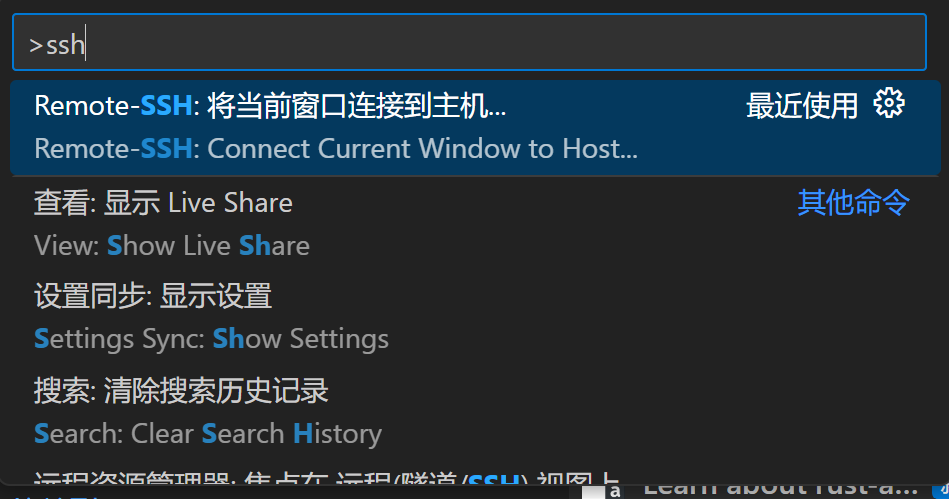 >ssh
Remote-SSH: 将当前窗口连接到主机... 最近使用
Remote-SSH: Connect Current Window to Host...
查看: 显示 Live Share 其他命令
View: Show Live Share
设置同步: 显示设置
Settings Sync: Show Settings
搜索: 清除搜索历史记录
Search: Clear Search History
远程资源管理器: 焦点在 远程(隧道/SSH) 视图上
a Learn about rust-a...